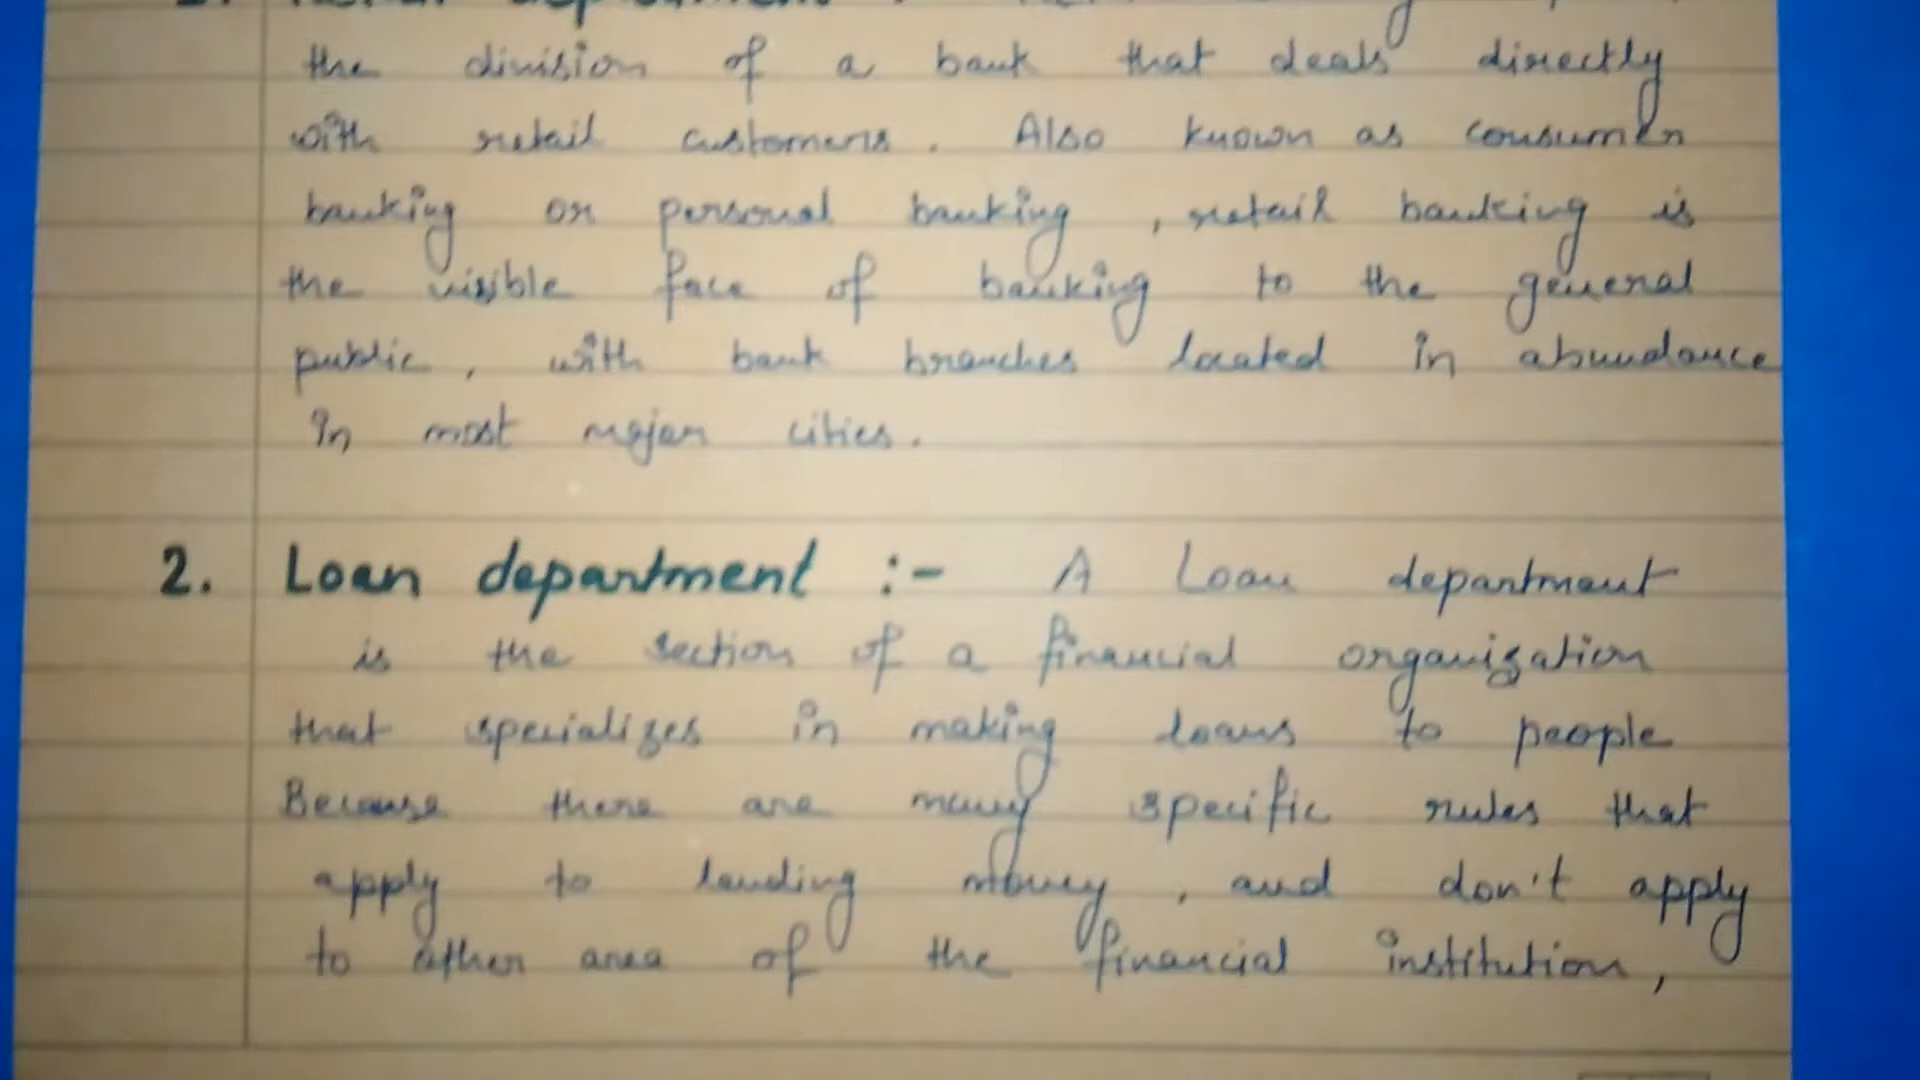 the division of a bank that deals directly
with retail customers. Also known as consumer
banking or personal banking, retail banking is
the visible face of banking to the general
public, with bank branches located in abundance
in most major cities.
2. Loan department :- A Loan department
is the section of a financial organization
that specializes in making loans to people
Because there are many specific rules that
apply to lending money, and don't apply
to other area of the financial institution,